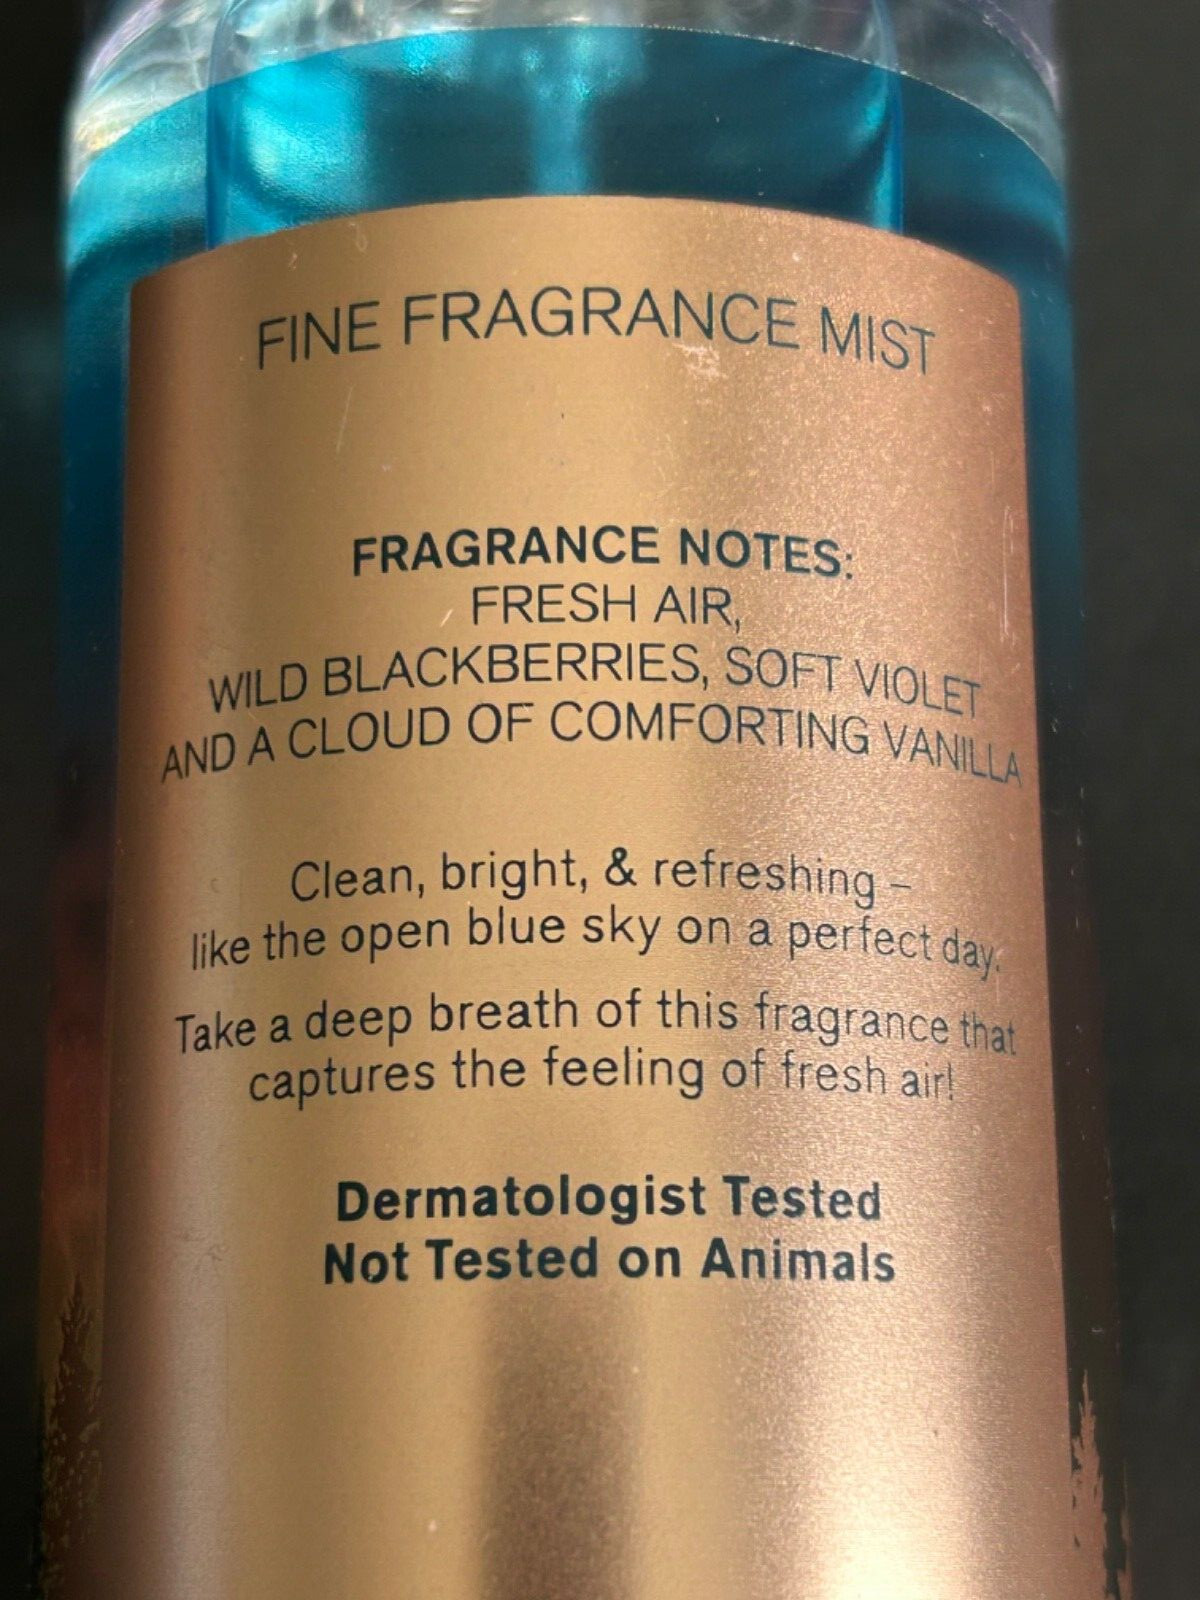 FINE FRAGRANCE MIST
FRAGRANCE NOTES:
FRESH AIR,
WILD BLACKBERRIES, SOFT VIOLET
AND A CLOUD OF COMFORTING VANILLA
Clean, bright, & refreshing –
like the open blue sky on a perfect day.
Take a deep breath of this fragrance that
captures the feeling of fresh air!
Dermatologist Tested
Not Tested on Animals